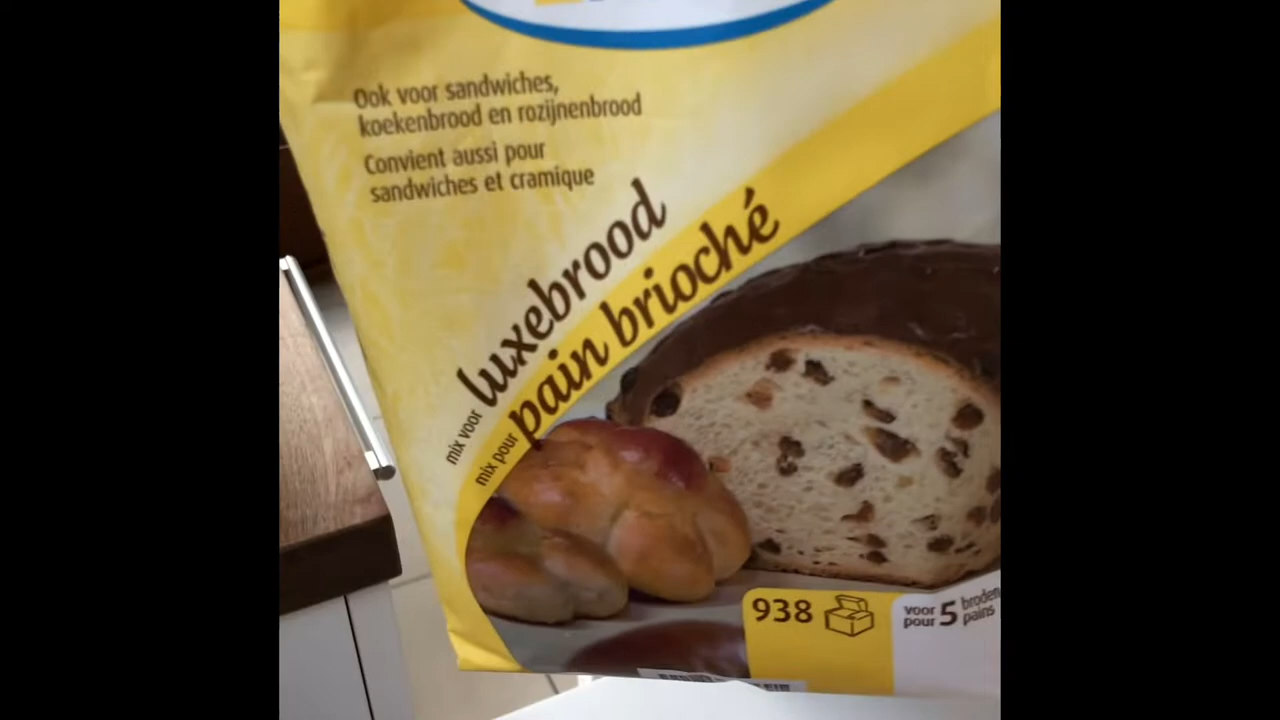 Ook voor sandwiches,
koekenbrood en rozijnenbrood
Convient aussi pour
sandwiches et cramique
mix voor luxebrood
mix pour pain brioché
938
voor 5 broden
pour pains